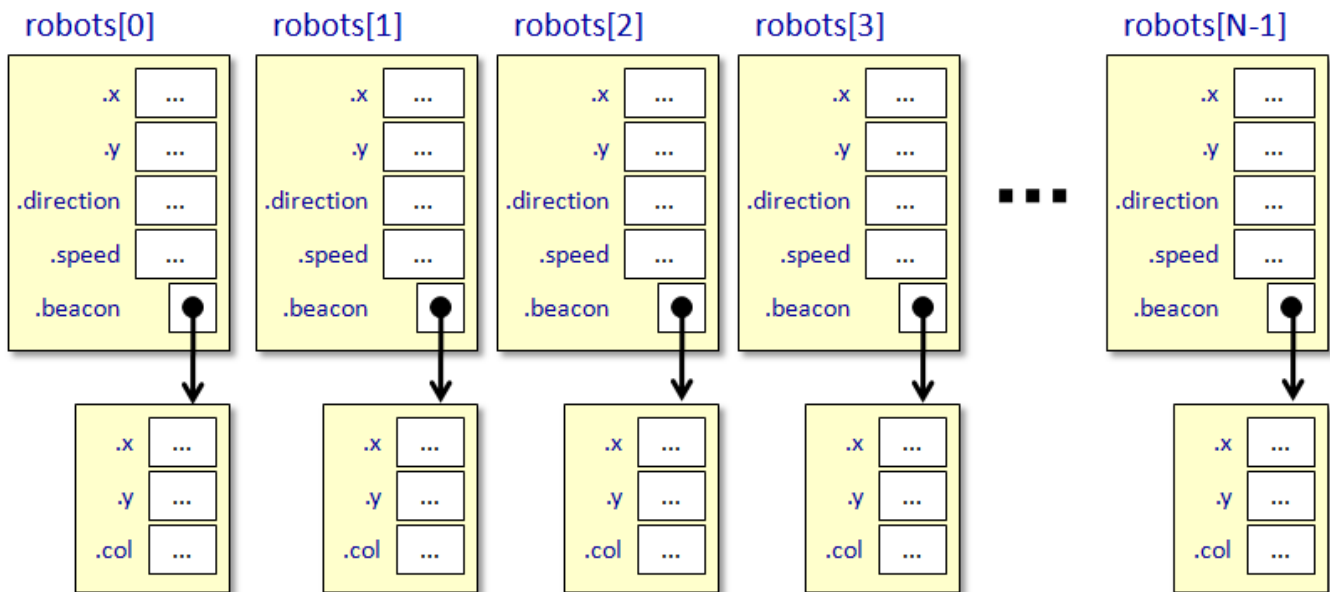 robots[0] robots[1] robots[2] robots[3] robots[N-1]
.x ... .x ... .x ... .x ... .x ...
.y ... .y ... .y ... .y ... .y ...
.direction ... .direction ... .direction ... .direction ... .direction ...
.speed ... .speed ... .speed ... .speed ... .speed ...
.beacon .beacon .beacon .beacon .beacon
.x ... .x ... .x ... .x ... .x ...
.y ... .y ... .y ... .y ... .y ...
.col ... .col ... .col ... .col ... .col ...